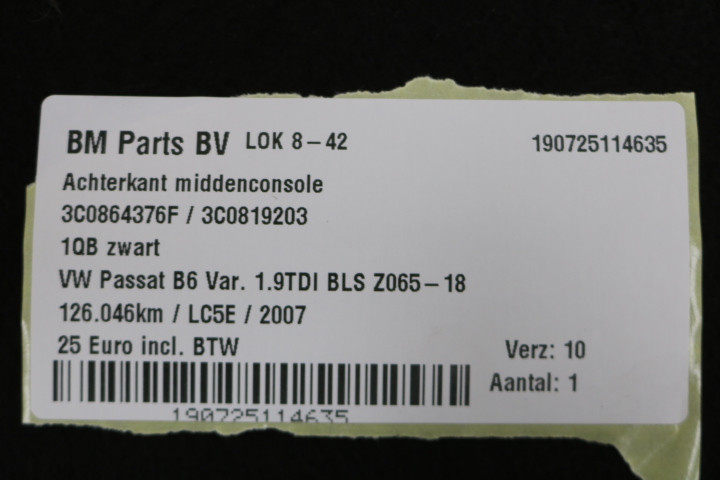 BM Parts BV LOK 8-42 190725114635
Achterkant middenconsole
3C0864376F / 3C0819203
1QB zwart
VW Passat B6 Var. 1.9TDI BLS Z065-18
126.046km / LC5E / 2007
25 Euro incl. BTW Verz: 10
Aantal: 1
190725114635